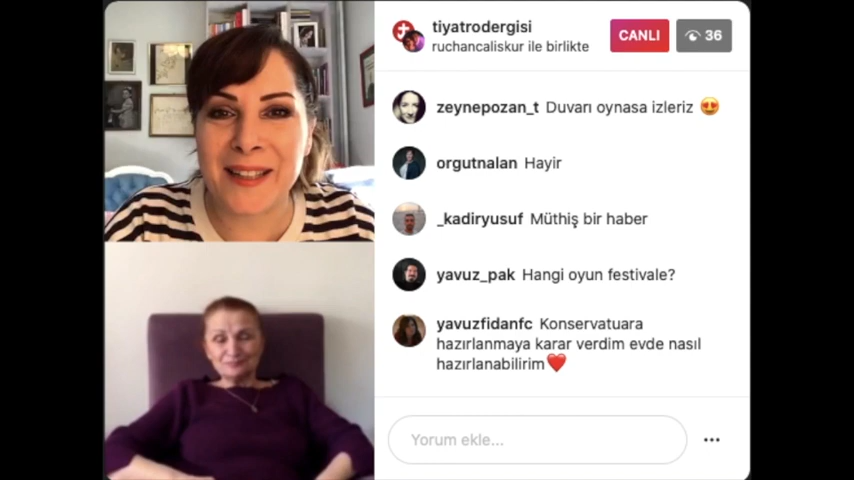 tiyatrodergisi
ruchancaliskur ile birlikte
CANLI
36
zeynepozan_t Duvarı oynasa izleriz 😍
orgutnalan Hayir
_kadiryusuf Müthiş bir haber
yavuz_pak Hangi oyun festivale?
yavuzfidanfc Konservatuara
hazırlanmaya karar verdim evde nasıl
hazırlanabilirim❤️
Yorum ekle...